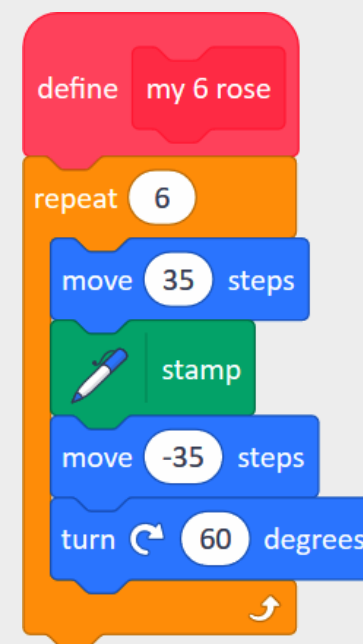 define my 6 rose
repeat 6
move 35 steps
stamp
move -35 steps
turn 60 degrees